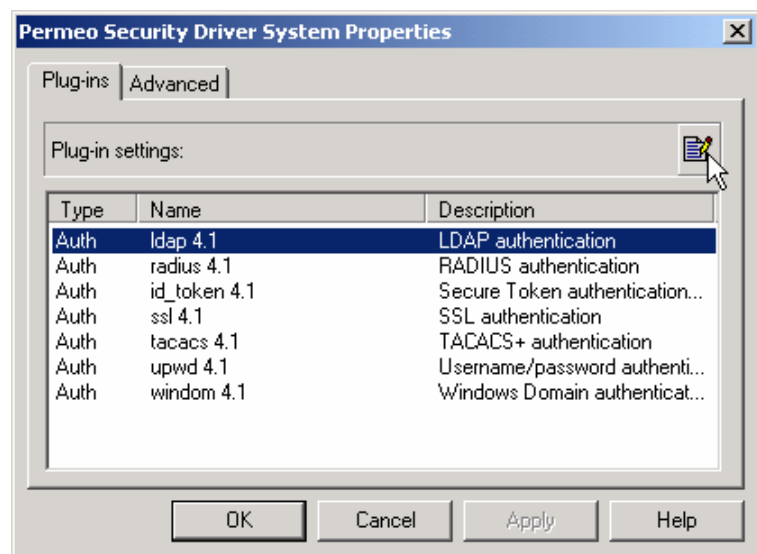 Permeo Security Driver System Properties
Plug-ins Advanced
Plug-in settings:
Type Name Description
Auth ldap 4.1 LDAP authentication
Auth radius 4.1 RADIUS authentication
Auth id_token 4.1 Secure Token authentication...
Auth ssl 4.1 SSL authentication
Auth tacacs 4.1 TACACS+ authentication
Auth upwd 4.1 Username/password authenti...
Auth windom 4.1 Windows Domain authenticat...
OK Cancel Apply Help